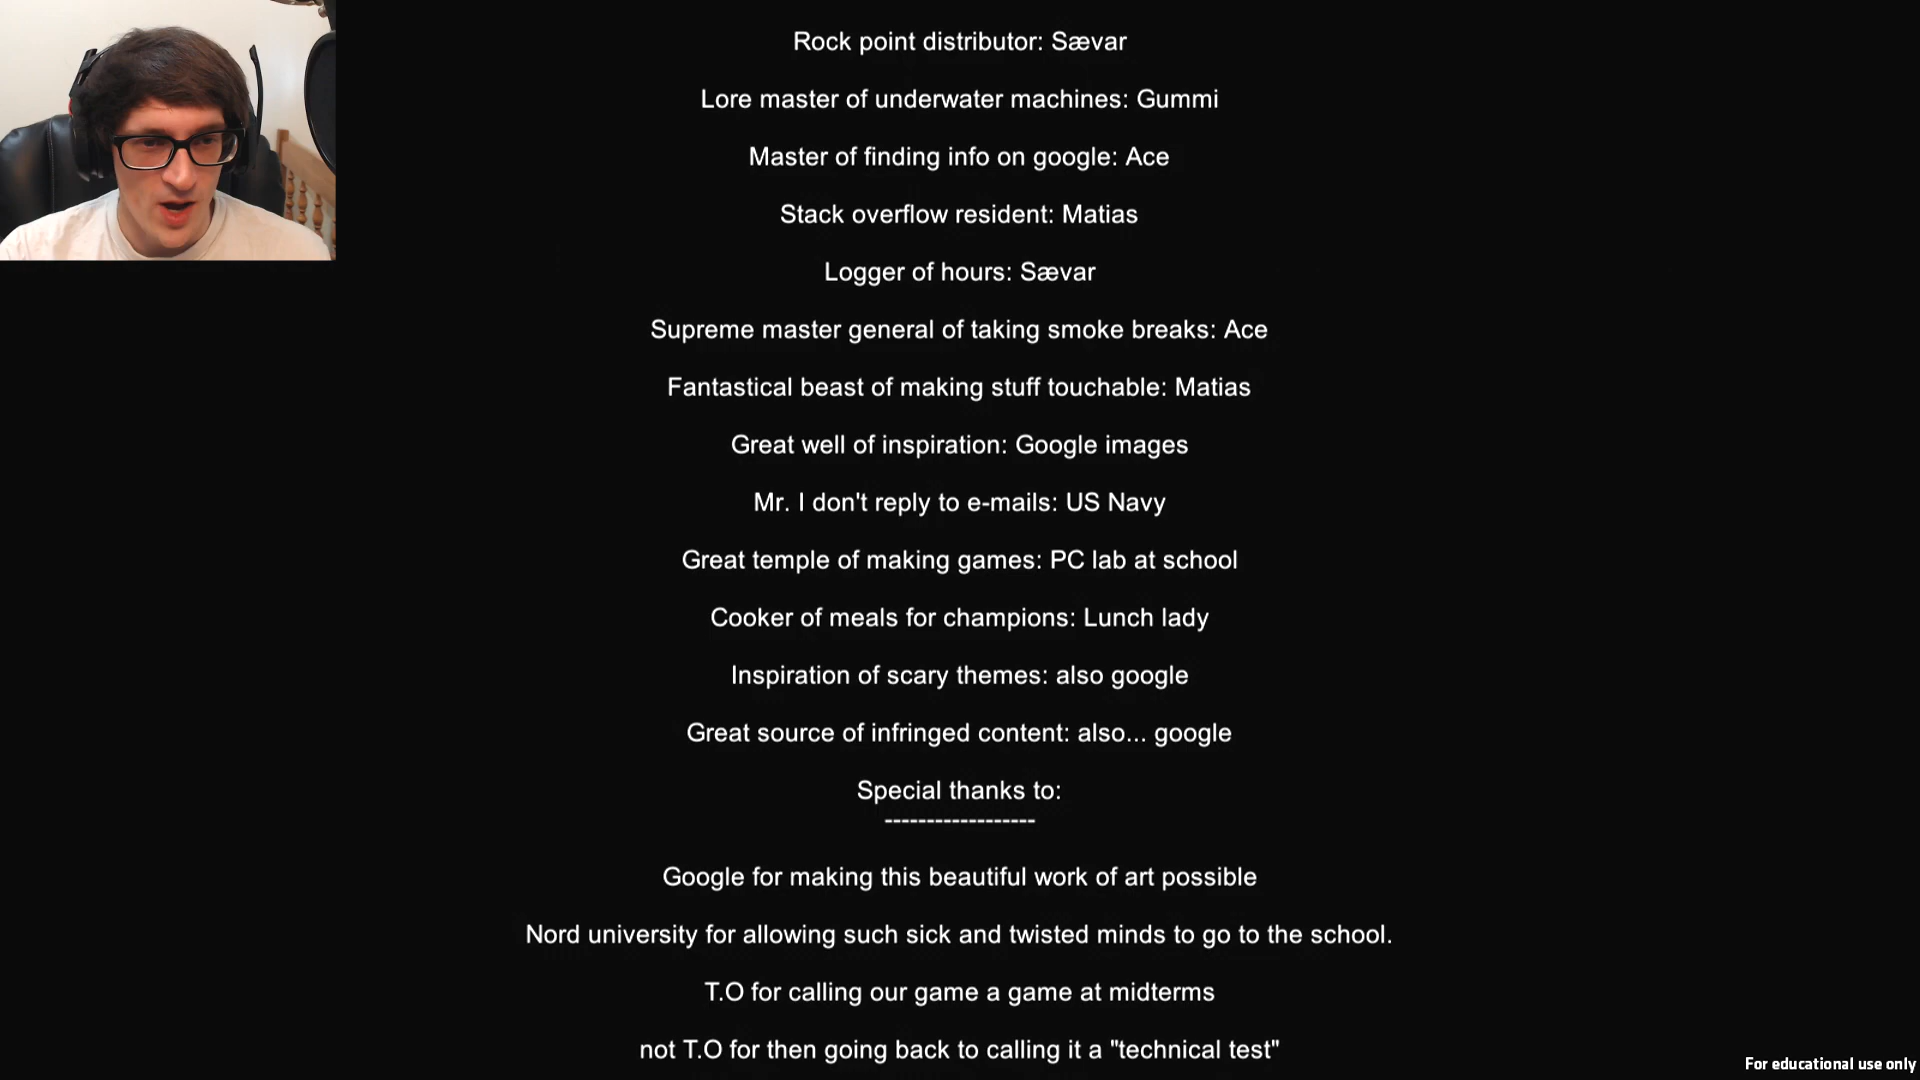 Rock point distributor: Sævar
Lore master of underwater machines: Gummi
Master of finding info on google: Ace
Stack overflow resident: Matias
Logger of hours: Sævar
Supreme master general of taking smoke breaks: Ace
Fantastical beast of making stuff touchable: Matias
Great well of inspiration: Google images
Mr. I don't reply to e-mails: US Navy
Great temple of making games: PC lab at school
Cooker of meals for champions: Lunch lady
Inspiration of scary themes: also google
Great source of infringed content: also... google
Special thanks to:
------------------
Google for making this beautiful work of art possible
Nord university for allowing such sick and twisted minds to go to the school.
T.O for calling our game a game at midterms
not T.O for then going back to calling it a "technical test"
For educational use only